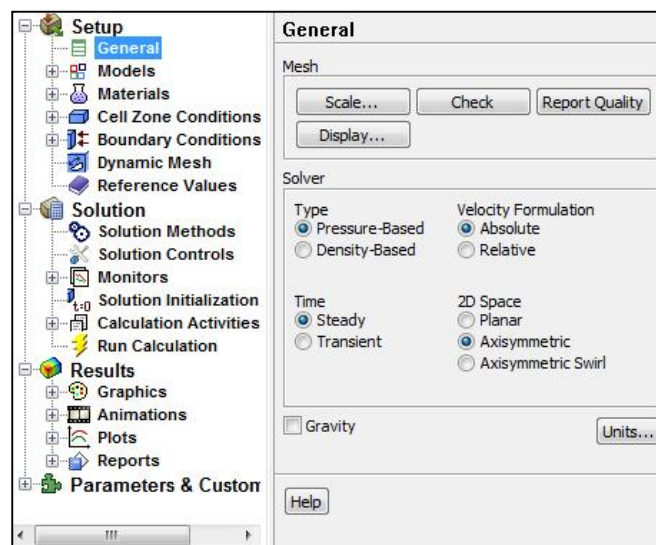 Setup
General
Models
Materials
Cell Zone Conditions
Boundary Conditions
Dynamic Mesh
Reference Values
Solution
Solution Methods
Solution Controls
Monitors
t=0 Solution Initialization
Calculation Activities
Run Calculation
Results
Graphics
Animations
Plots
Reports
Parameters & Custom
General
Mesh
Scale... Check Report Quality
Display...
Solver
Type Velocity Formulation
Pressure-Based Absolute
Density-Based Relative
Time 2D Space
Steady Planar
Transient Axisymmetric
Axisymmetric Swirl
Gravity Units...
Help